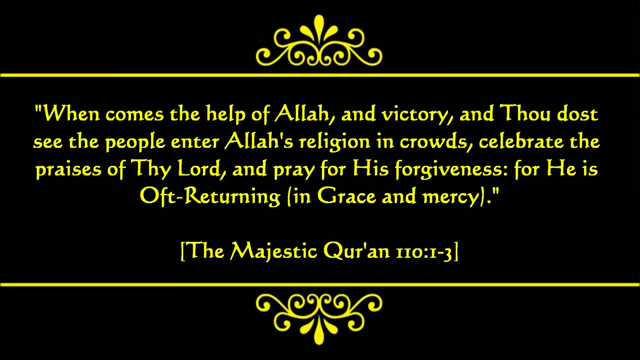 "When comes the help of Allah, and victory, and Thou dost
see the people enter Allah's religion in crowds, celebrate the
praises of Thy Lord, and pray for His forgiveness: for He is
Oft-Returning (in Grace and mercy)."
[The Majestic Qur'an 110:1-3]